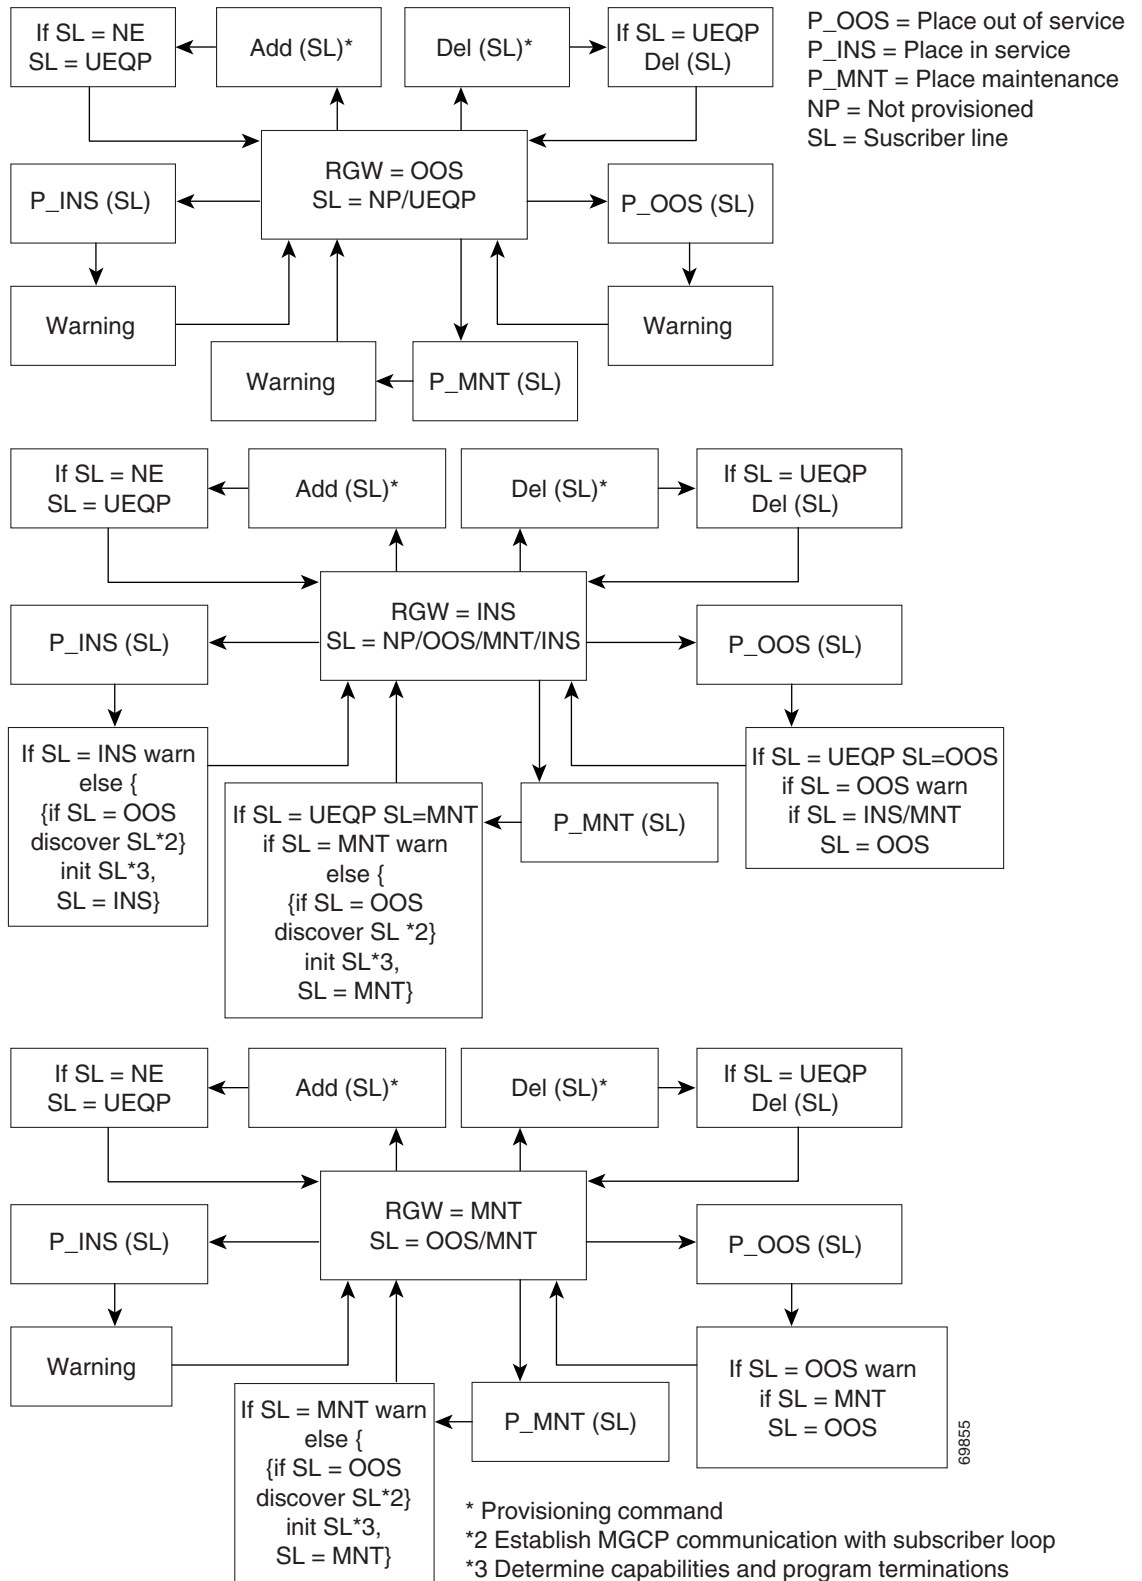 If SL = NE
SL = UEQP
Add (SL)*
Del (SL)*
If SL = UEQP
Del (SL)
P_OOS = Place out of service
P_INS = Place in service
P_MNT = Place maintenance
NP = Not provisioned
SL = Suscriber line
RGW = OOS
SL = NP/UEQP
P_INS (SL)
P_OOS (SL)
Warning
Warning
Warning
P_MNT (SL)
If SL = NE
SL = UEQP
Add (SL)*
Del (SL)*
If SL = UEQP
Del (SL)
RGW = INS
SL = NP/OOS/MNT/INS
P_INS (SL)
P_OOS (SL)
If SL = INS warn
else {
{if SL = OOS
discover SL*2}
init SL*3,
SL = INS}
If SL = UEQP SL=MNT
if SL = MNT warn
else {
{if SL = OOS
discover SL *2}
init SL*3,
SL = MNT}
P_MNT (SL)
If SL = UEQP SL=OOS
if SL = OOS warn
if SL = INS/MNT
SL = OOS
If SL = NE
SL = UEQP
Add (SL)*
Del (SL)*
If SL = UEQP
Del (SL)
RGW = MNT
SL = OOS/MNT
P_INS (SL)
P_OOS (SL)
Warning
If SL = MNT warn
else {
{if SL = OOS
discover SL*2}
init SL*3,
SL = MNT}
P_MNT (SL)
If SL = OOS warn
if SL = MNT
SL = OOS
69855
* Provisioning command
*2 Establish MGCP communication with subscriber loop
*3 Determine capabilities and program terminations